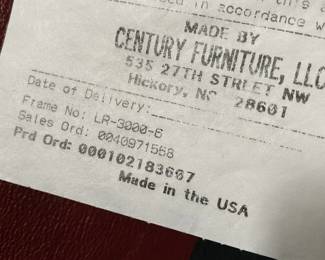 in accordance w
MADE BY
CENTURY FURNITURE, LLC
535 27TH STREET NW
Hickory, NC 28601
Date of Delivery:
Frame No: LR-3000-6
Sales Ord: 0040971568
Prd Ord: 000102183607
Made in the USA